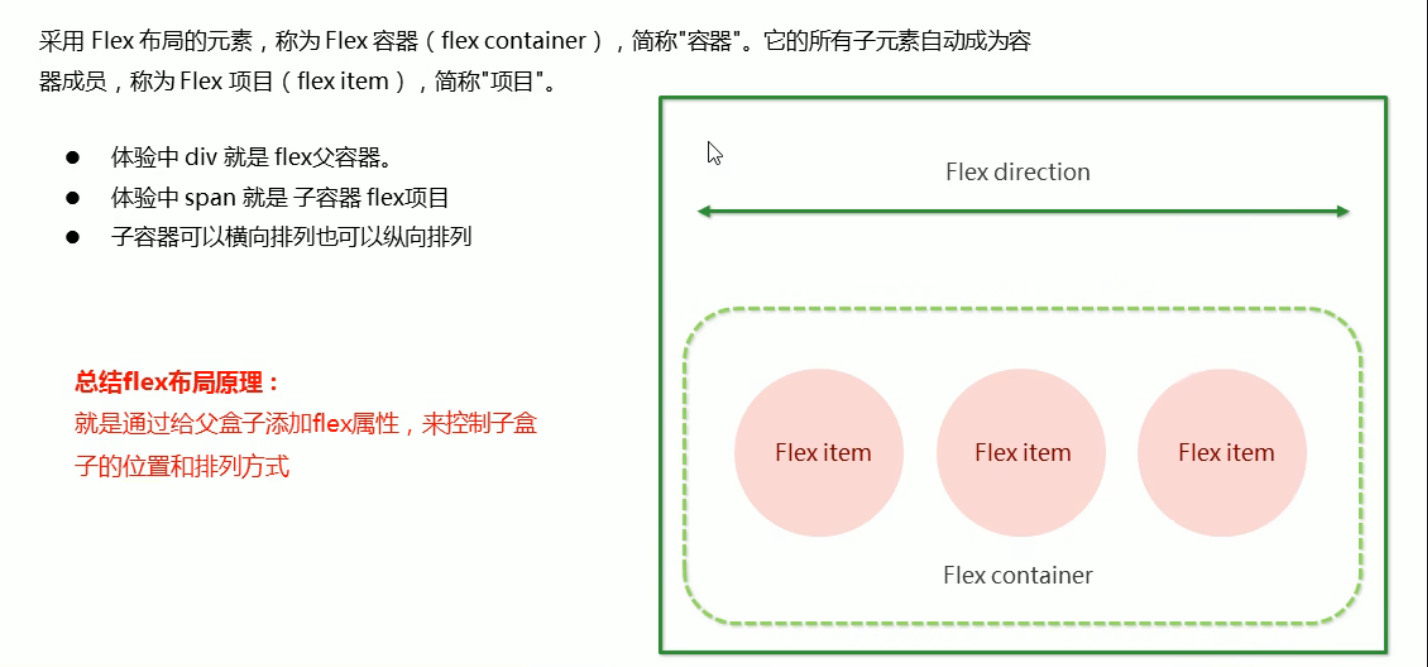 采用 Flex 布局的元素，称为 Flex 容器（flex container），简称"容器"。它的所有子元素自动成为容
器成员，称为 Flex 项目（flex item），简称"项目"。
● 体验中 div 就是 flex父容器。
● 体验中 span 就是 子容器 flex项目
● 子容器可以横向排列也可以纵向排列
总结flex布局原理：
就是通过给父盒子添加flex属性，来控制子盒
子的位置和排列方式
Flex direction
Flex item Flex item Flex item
Flex container